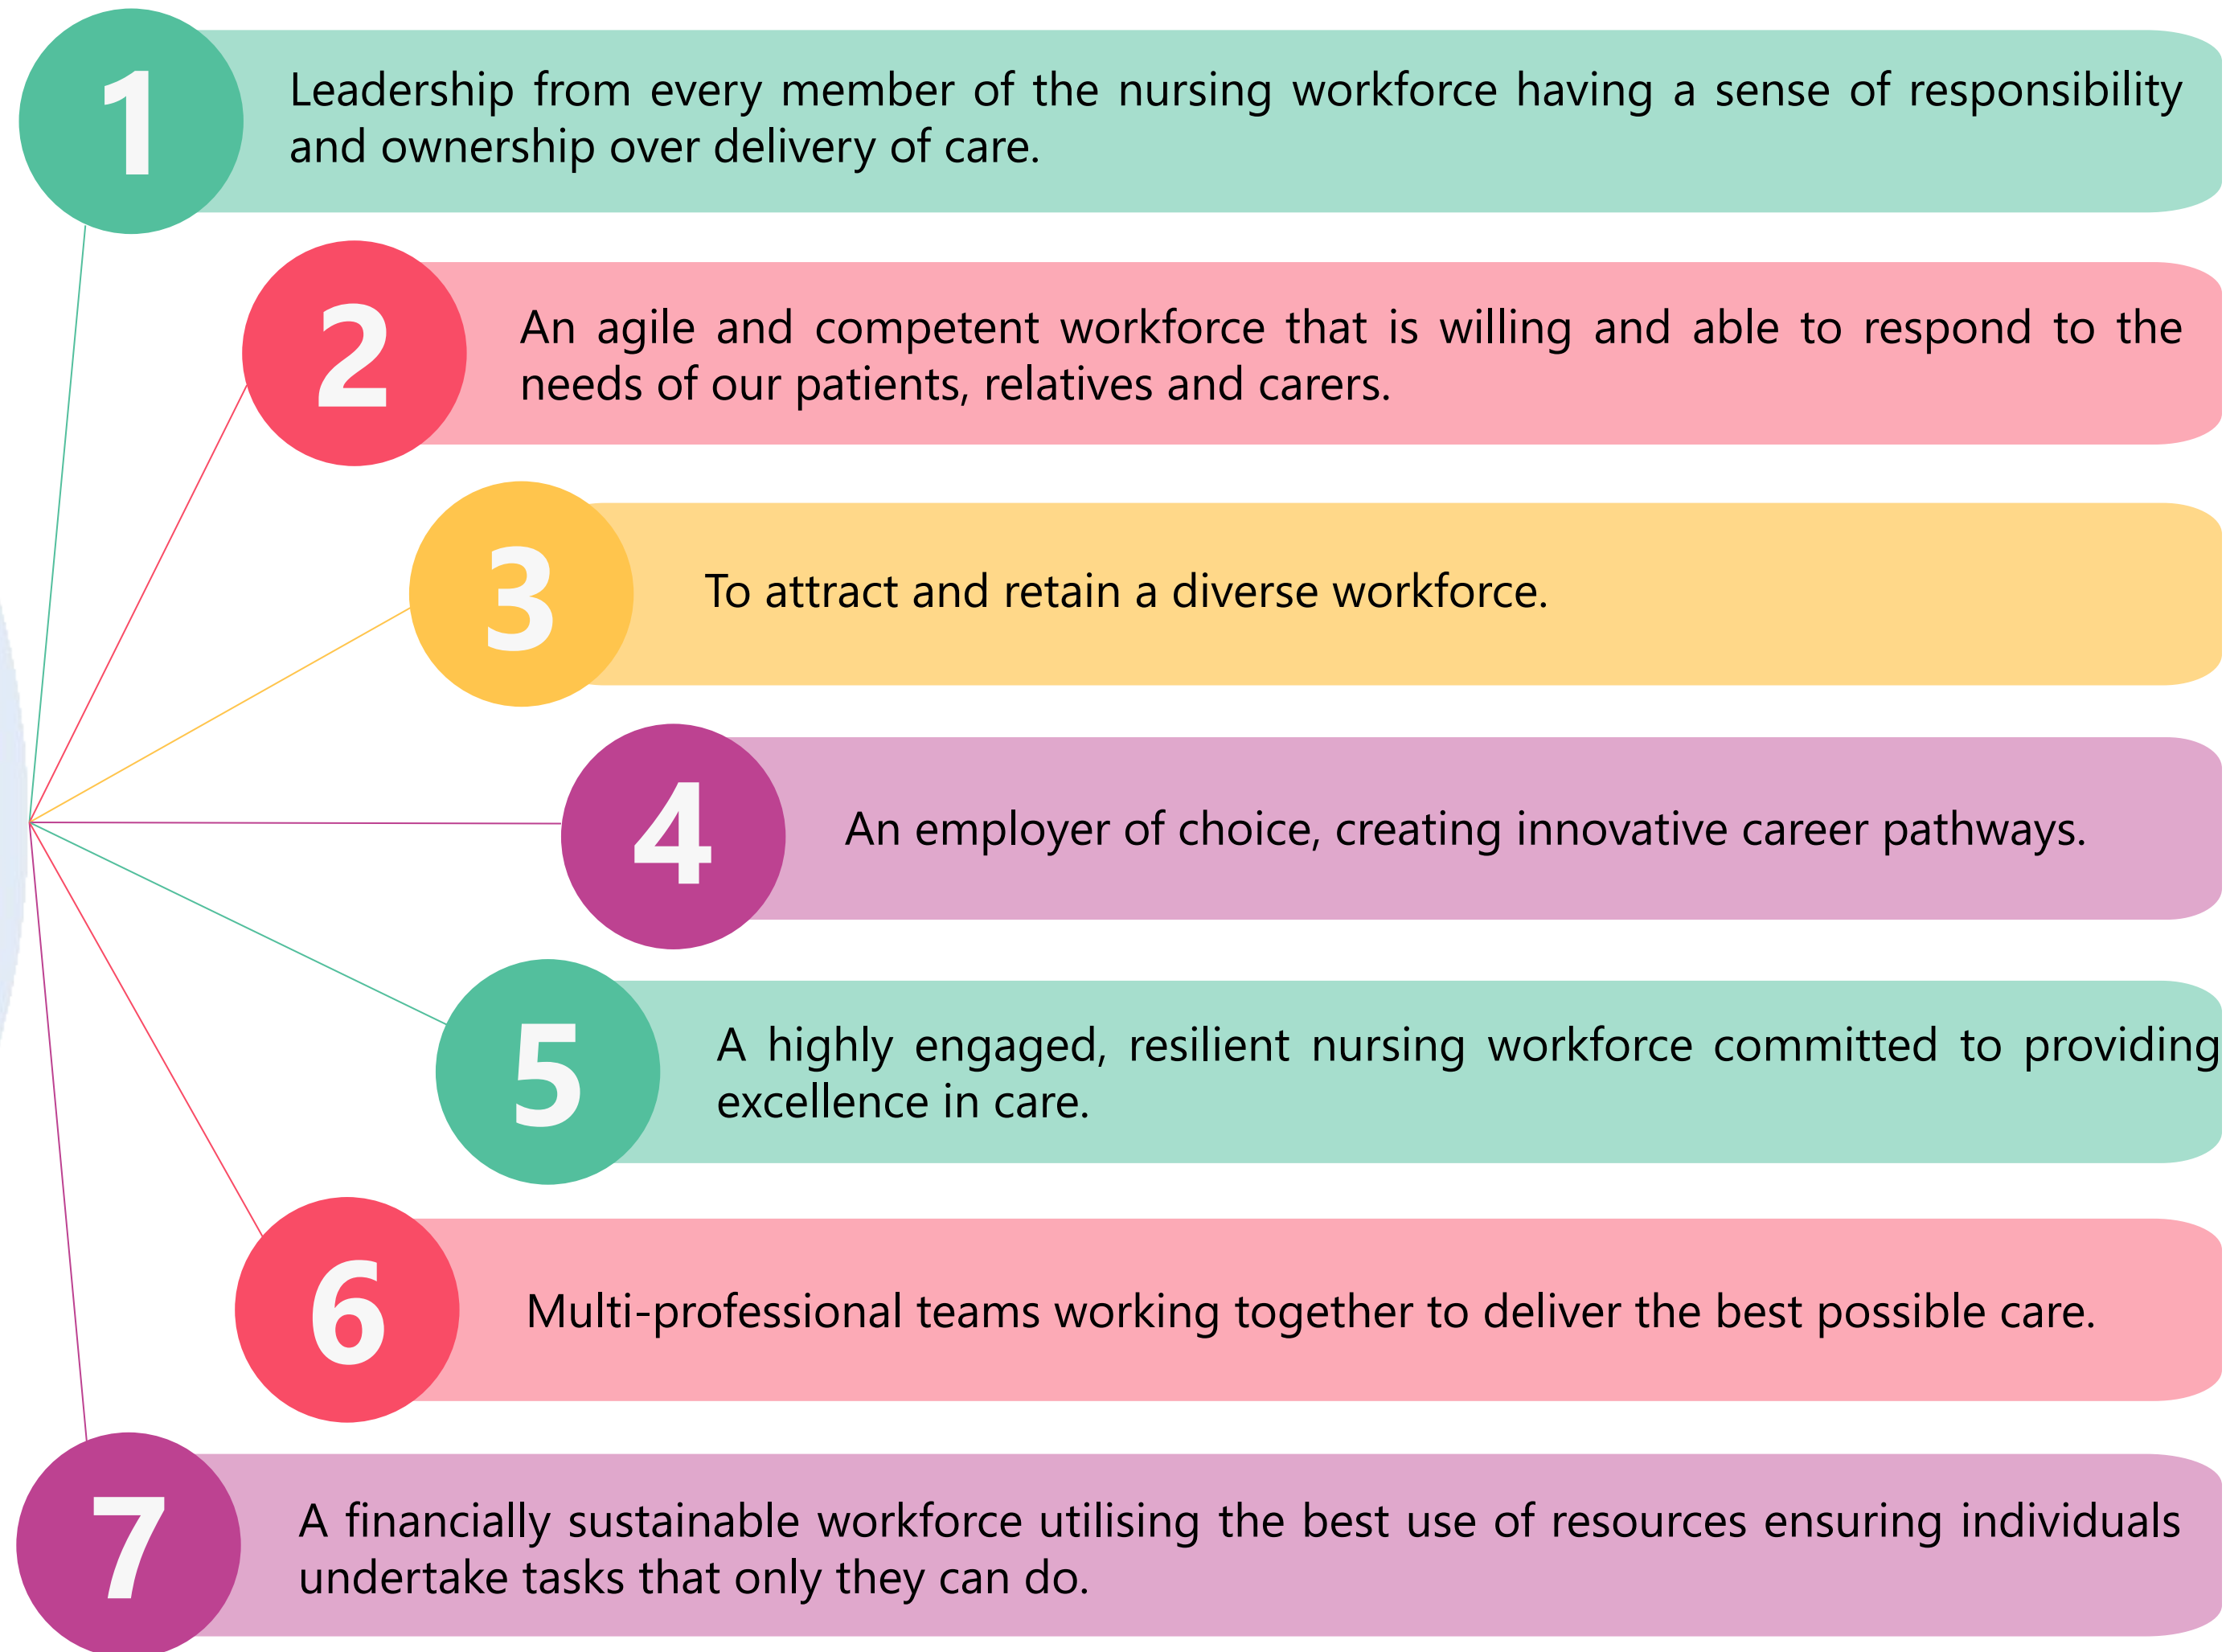 1
Leadership from every member of the nursing workforce having a sense of responsibility
and ownership over delivery of care.
2
An agile and competent workforce that is willing and able to respond to the
needs of our patients, relatives and carers.
3
To attract and retain a diverse workforce.
4
An employer of choice, creating innovative career pathways.
5
A highly engaged, resilient nursing workforce committed to providing
excellence in care.
6
Multi-professional teams working together to deliver the best possible care.
7
A financially sustainable workforce utilising the best use of resources ensuring individuals
undertake tasks that only they can do.